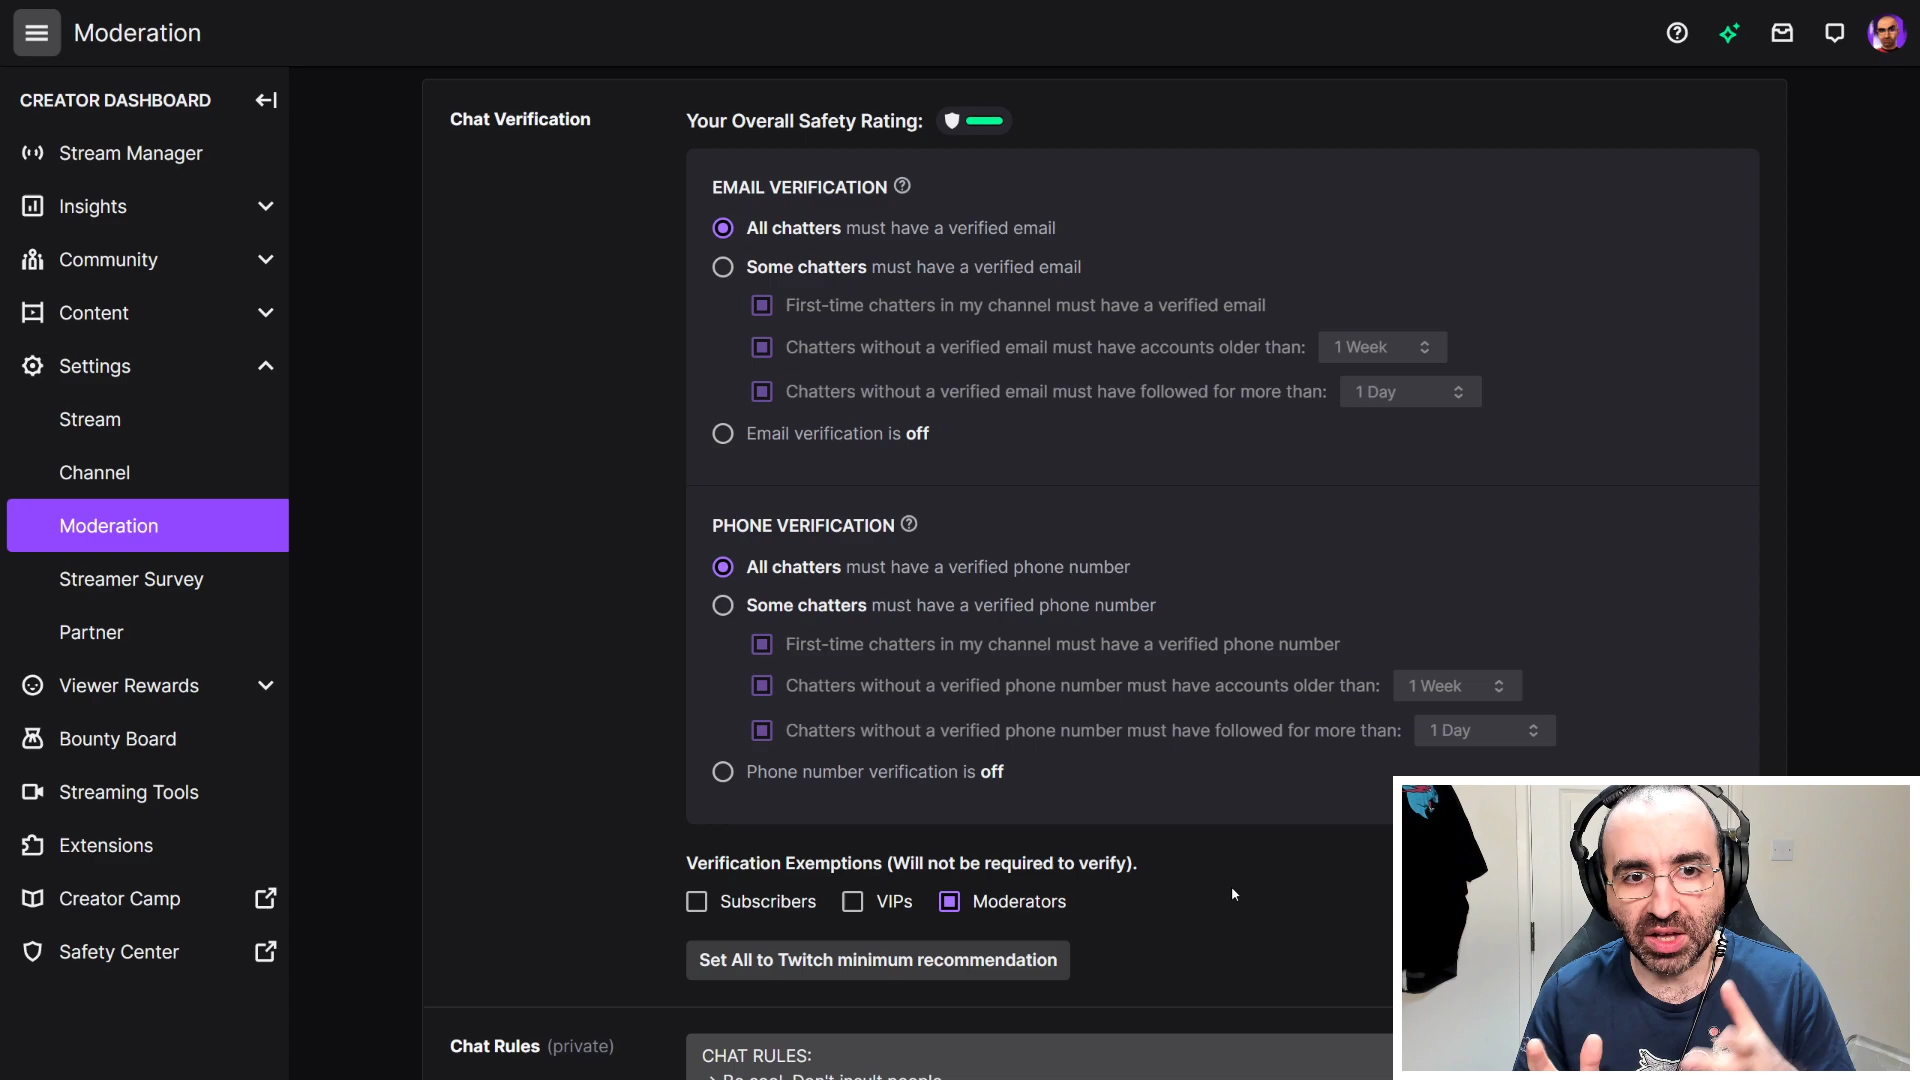 Moderation
CREATOR DASHBOARD
Stream Manager
Insights
Community
Content
Settings
Stream
Channel
Moderation
Streamer Survey
Partner
Viewer Rewards
Bounty Board
Streaming Tools
Extensions
Creator Camp
Safety Center
Chat Verification
Your Overall Safety Rating:
EMAIL VERIFICATION
All chatters must have a verified email
Some chatters must have a verified email
First-time chatters in my channel must have a verified email
Chatters without a verified email must have accounts older than: 1 Week
Chatters without a verified email must have followed for more than: 1 Day
Email verification is off
PHONE VERIFICATION
All chatters must have a verified phone number
Some chatters must have a verified phone number
First-time chatters in my channel must have a verified phone number
Chatters without a verified phone number must have accounts older than: 1 Week
Chatters without a verified phone number must have followed for more than: 1 Day
Phone number verification is off
Verification Exemptions (Will not be required to verify).
Subscribers VIPs Moderators
Set All to Twitch minimum recommendation
Chat Rules (private)
CHAT RULES:
-> Be cool. Don't insult people